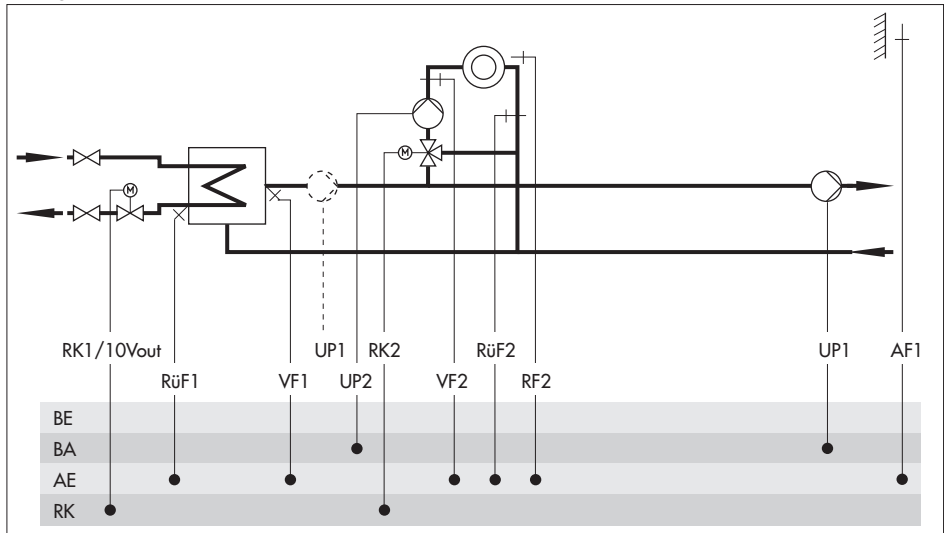 M
M
RK1/10Vout UP1 RK2 RüF2 UP1 AF1
RüF1 VF1 UP2 VF2 RF2
BE
BA
AE
RK